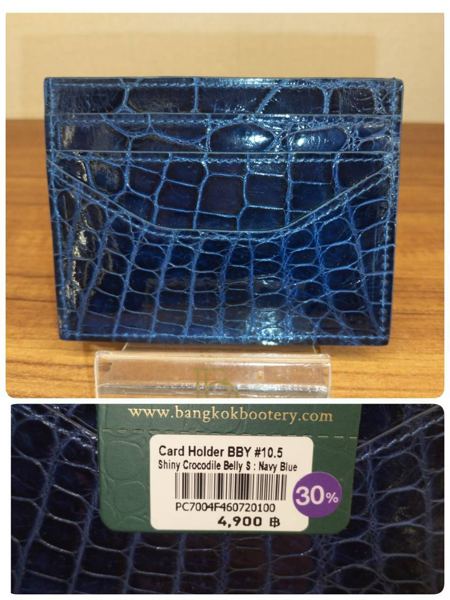 www.bangkokbootery.com
Card Holder BBY #10.5
Shiny Crocodile Belly S : Navy Blue
30%
PC7004F460720100
4,900 ฿